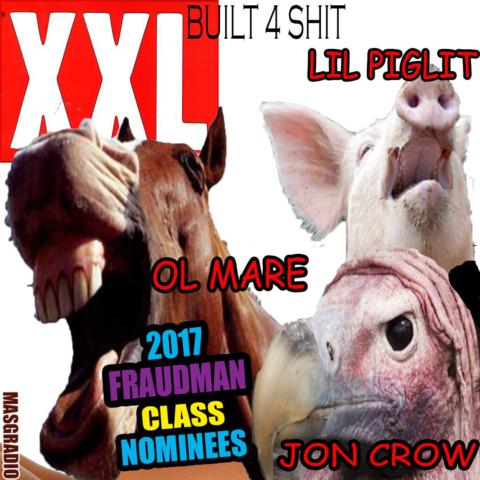 XXL
BUILT 4 SHIT
LIL PIGLIT
OL MARE
2017
FRAUDMAN
CLASS
NOMINEES
JON CROW
MASGRADIO